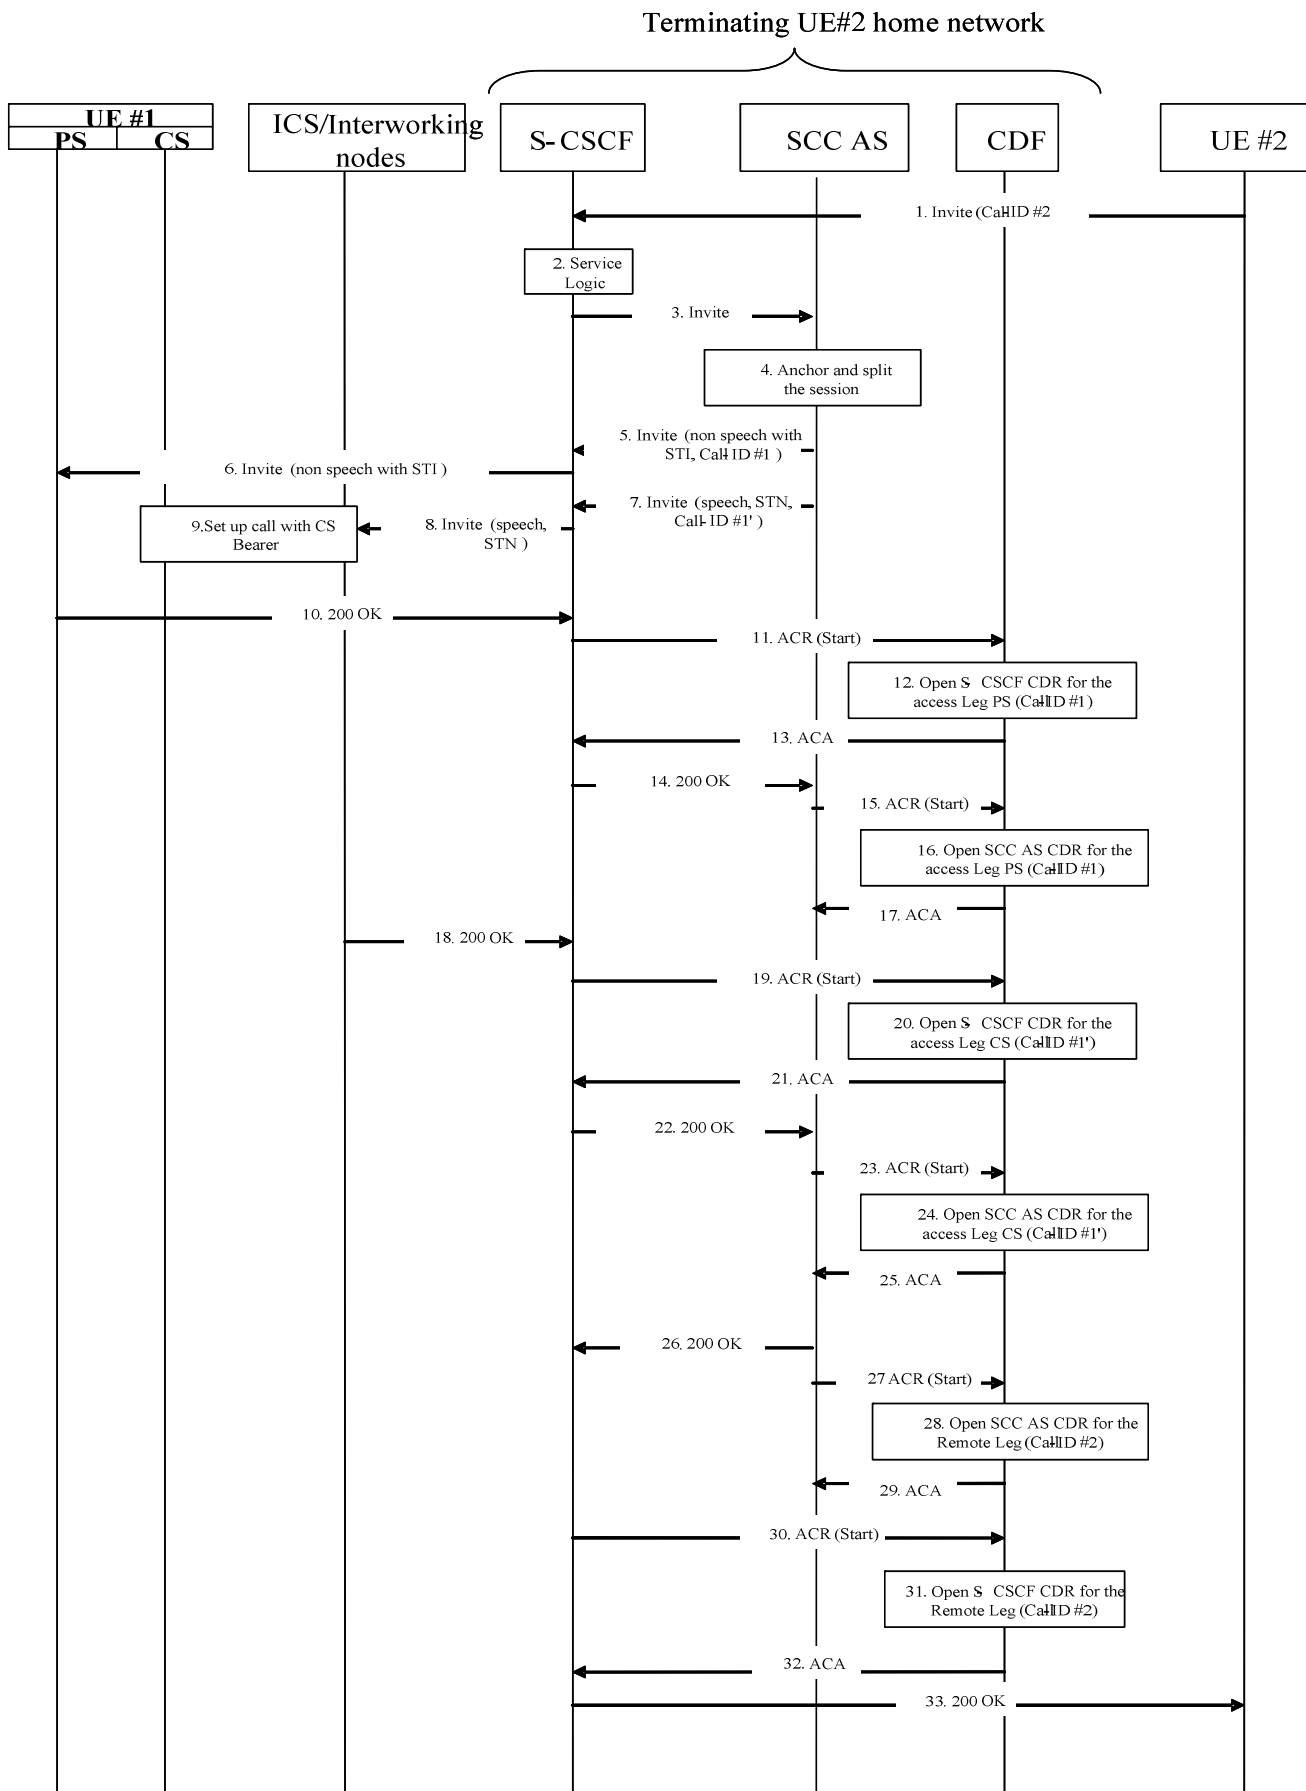 Terminating UE#2 home network
UE #1
PS
CS
ICS/Interworking
nodes
S-CSCF
SCC AS
CDF
UE #2
1. Invite (Call-ID #2
2. Service
Logic
3. Invite
4. Anchor and split
the session
5. Invite (non speech with
STI, Call-ID #1 )
6. Invite (non speech with STI )
7. Invite (speech, STN,
Call-ID #1' )
8. Invite (speech,
STN )
9.Set up call with CS
Bearer
10. 200 OK
11. ACR (Start)
12. Open S- CSCF CDR for the
access Leg PS (Call-ID #1)
13. ACA
14. 200 OK
15. ACR (Start)
16. Open SCC AS CDR for the
access Leg PS (Call-ID #1)
17. ACA
18. 200 OK
19. ACR (Start)
20. Open S- CSCF CDR for the
access Leg CS (Call-ID #1')
21. ACA
22. 200 OK
23. ACR (Start)
24. Open SCC AS CDR for the
access Leg CS (Call-ID #1')
25. ACA
26. 200 OK
27 ACR (Start)
28. Open SCC AS CDR for the
Remote Leg (Call-ID #2)
29. ACA
30. ACR (Start)
31. Open S- CSCF CDR for the
Remote Leg (Call-ID #2)
32. ACA
33. 200 OK